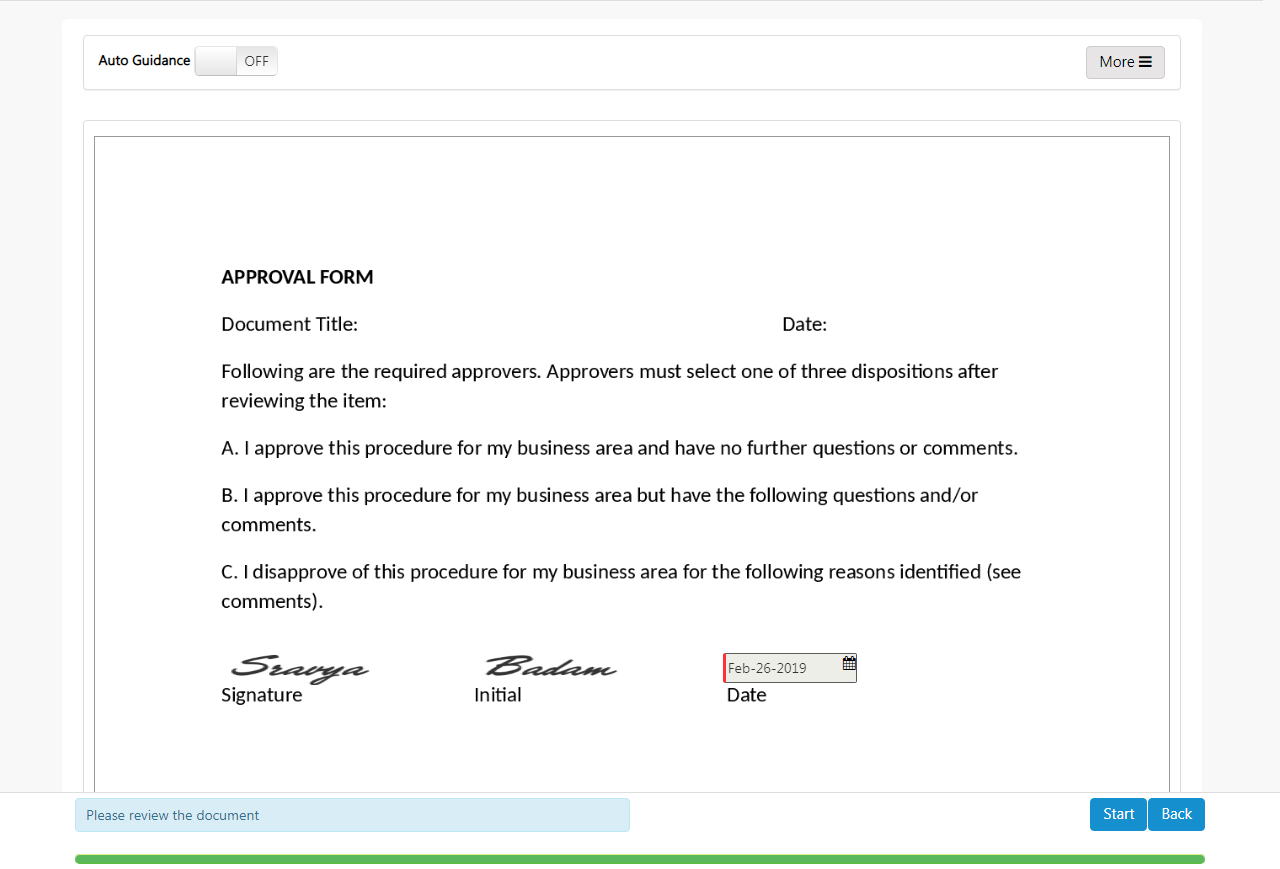 Auto Guidance OFF More
APPROVAL FORM
Document Title: Date:
Following are the required approvers. Approvers must select one of three dispositions after
reviewing the item:
A. I approve this procedure for my business area and have no further questions or comments.
B. I approve this procedure for my business area but have the following questions and/or
comments.
C. I disapprove of this procedure for my business area for the following reasons identified (see
comments).
Sravya Badam Feb-26-2019
Signature Initial Date
Please review the document Start Back